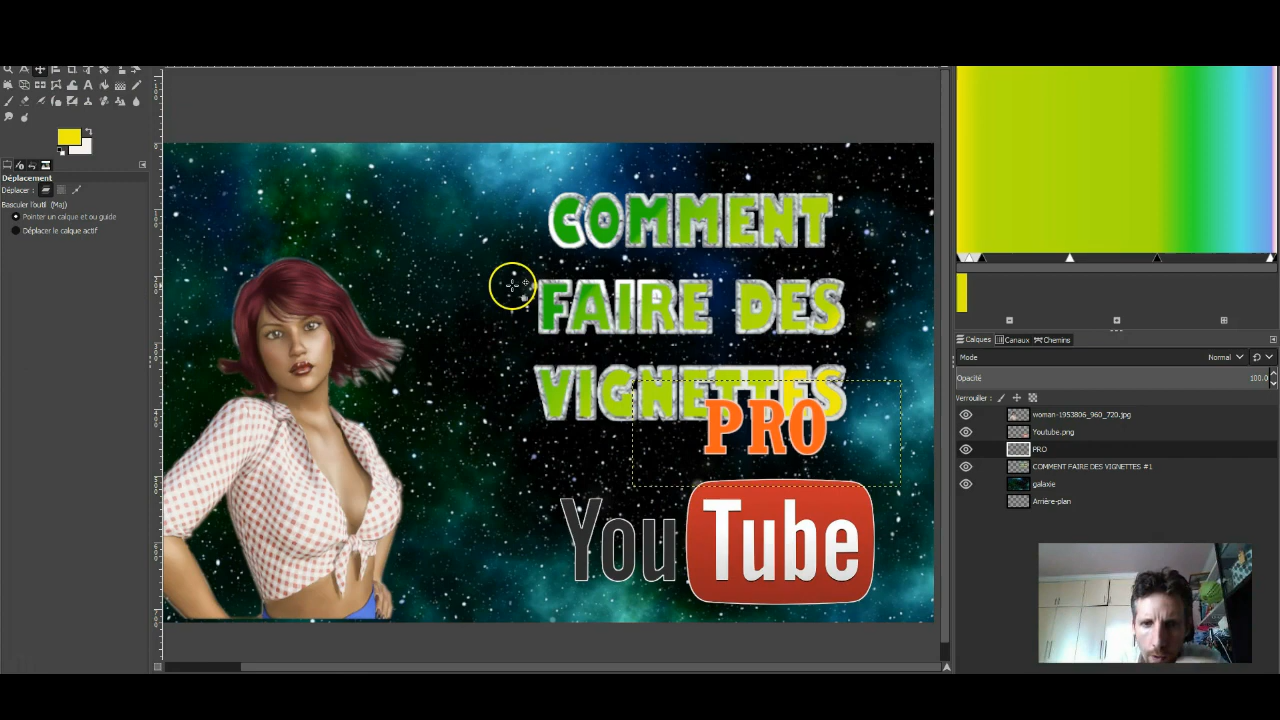 Déplacement
Déplacer :
Basculer l'outil (Maj)
Pointer un calque et ou guide
Déplacer le calque actif
COMMENT
FAIRE DES
VIGNETTES
PRO
You Tube
Calques Canaux Chemins
Mode Normal
Opacité 100.0
Verrouiller :
woman-1953806_960_720.jpg
Youtube.png
PRO
COMMENT FAIRE DES VIGNETTES #1
galaxie
Arrière-plan